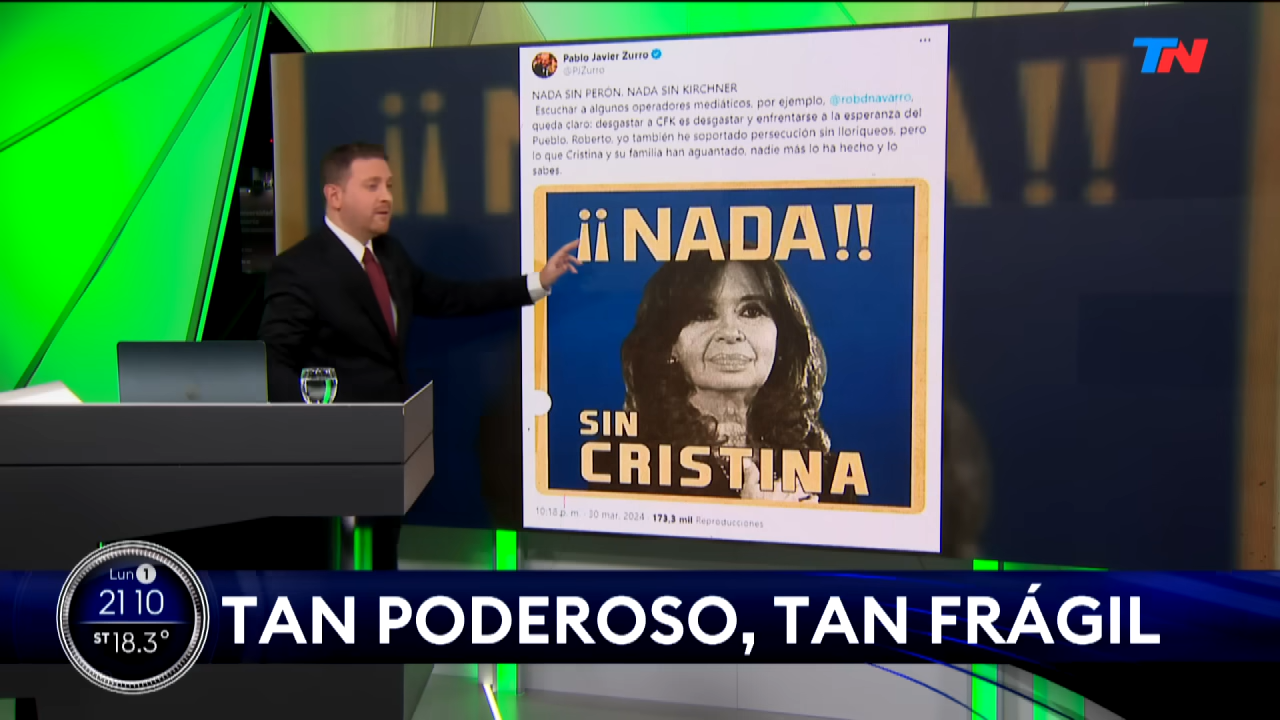 Pablo Javier Zurro
@PJZurro
NADA SIN PERÓN. NADA SIN KIRCHNER
Escuchar a algunos operadores mediáticos, por ejemplo, @robdnavarro,
queda claro: desgastar a CFK es desgastar y enfrentarse a la esperanza del
Pueblo. Roberto, yo también he soportado persecución sin lloriqueos, pero
lo que Cristina y su familia han aguantado, nadie más lo ha hecho y lo
sabes.
¡¡NADA!!
SIN
CRISTINA
10:18 p. m. · 30 mar. 2024 · 173,3 mil Reproducciones
TN
Lun 1
21 10
ST 18.3°
TAN PODEROSO, TAN FRÁGIL